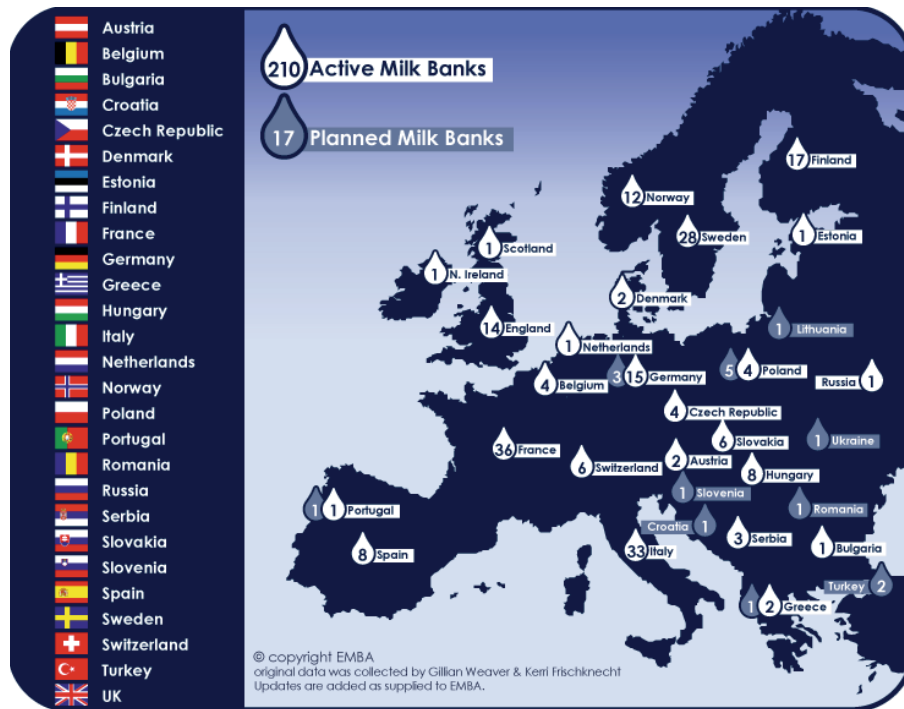 Austria
Belgium
Bulgaria
Croatia
Czech Republic
Denmark
Estonia
Finland
France
Germany
Greece
Hungary
Italy
Netherlands
Norway
Poland
Portugal
Romania
Russia
Serbia
Slovakia
Slovenia
Spain
Sweden
Switzerland
Turkey
UK
210 Active Milk Banks
17 Planned Milk Banks
17 Finland
12 Norway
28 Sweden
1 Estonia
1 Scotland
1 N. Ireland
2 Denmark
14 England
1 Lithuania
1 Netherlands
4 Belgium
3 15 Germany
5 4 Poland
Russia 1
4 Czech Republic
6 Slovakia
1 Ukraine
36 France
6 Switzerland
2 Austria
8 Hungary
1 Slovenia
1 1 Portugal
1 Romania
Croatia 1
3 Serbia
8 Spain
33 Italy
1 Bulgaria
Turkey 2
1 2 Greece
© copyright EMBA
original data was collected by Gillian Weaver & Kerri Frischknecht
Updates are added as supplied to EMBA.